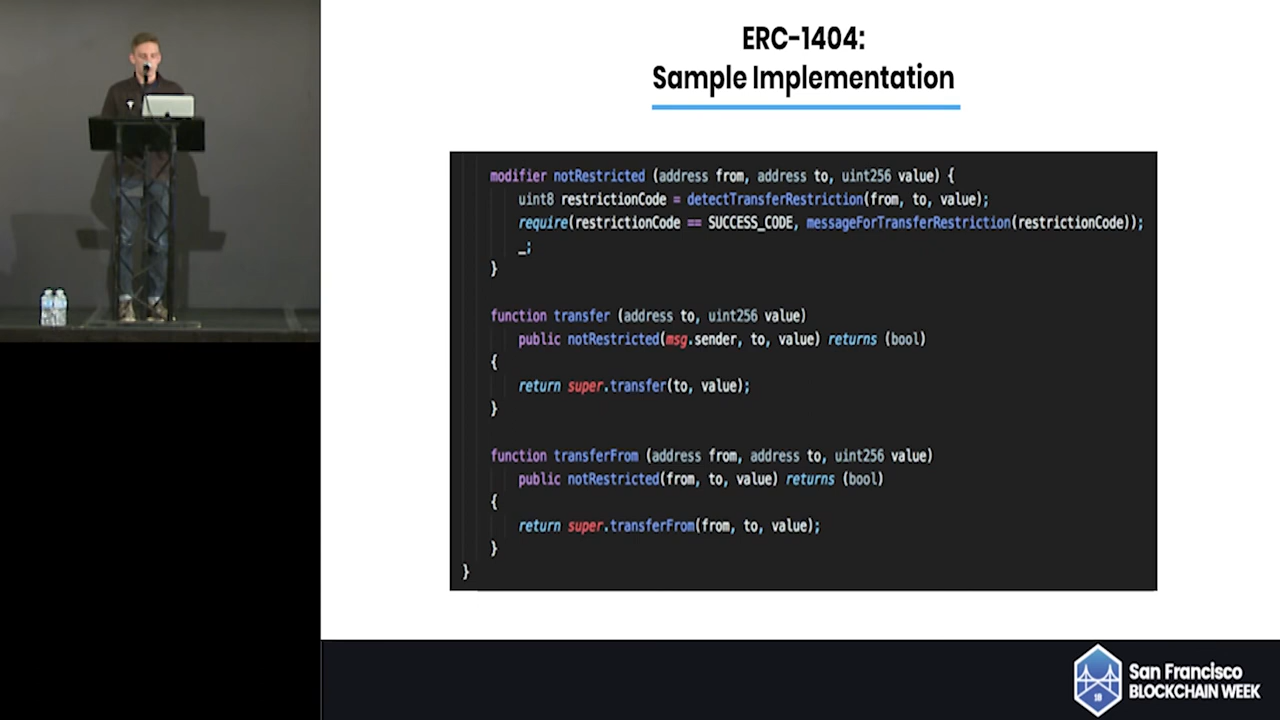 ERC-1404:
Sample Implementation
modifier notRestricted (address from, address to, uint256 value) {
uint8 restrictionCode = detectTransferRestriction(from, to, value);
require(restrictionCode == SUCCESS_CODE, messageForTransferRestriction(restrictionCode));
_;
}
function transfer (address to, uint256 value)
public notRestricted(msg.sender, to, value) returns (bool)
{
return super.transfer(to, value);
}
function transferFrom (address from, address to, uint256 value)
public notRestricted(from, to, value) returns (bool)
{
return super.transferFrom(from, to, value);
}
}
18
San Francisco
BLOCKCHAIN WEEK